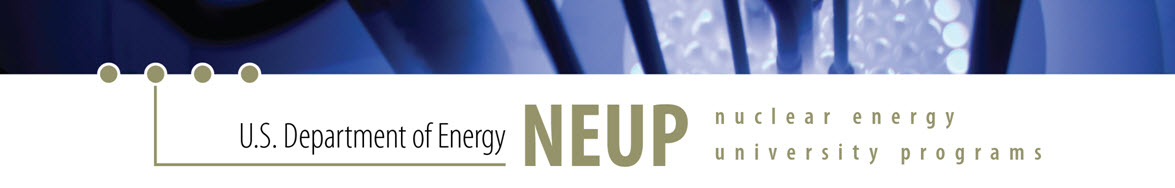 U.S. Department of Energy NEUP nuclear energy
university programs